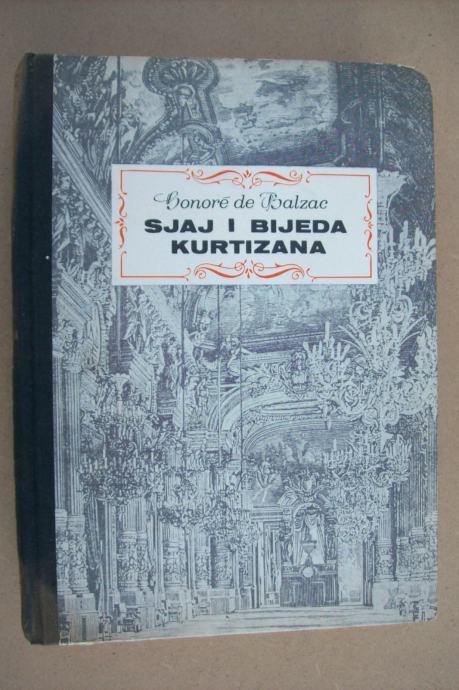 Honoré de Balzac
SJAJ I BIJEDA
KURTIZANA